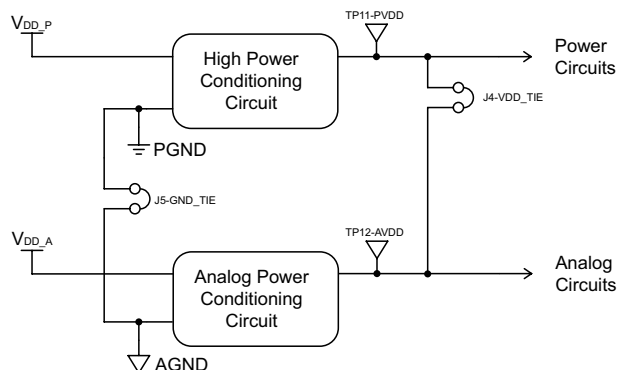 VDD_P
TP11-PVDD
High Power
Conditioning
Circuit
Power
Circuits
J4-VDD_TIE
PGND
J5-GND_TIE
VDD_A
TP12-AVDD
Analog Power
Conditioning
Circuit
Analog
Circuits
AGND